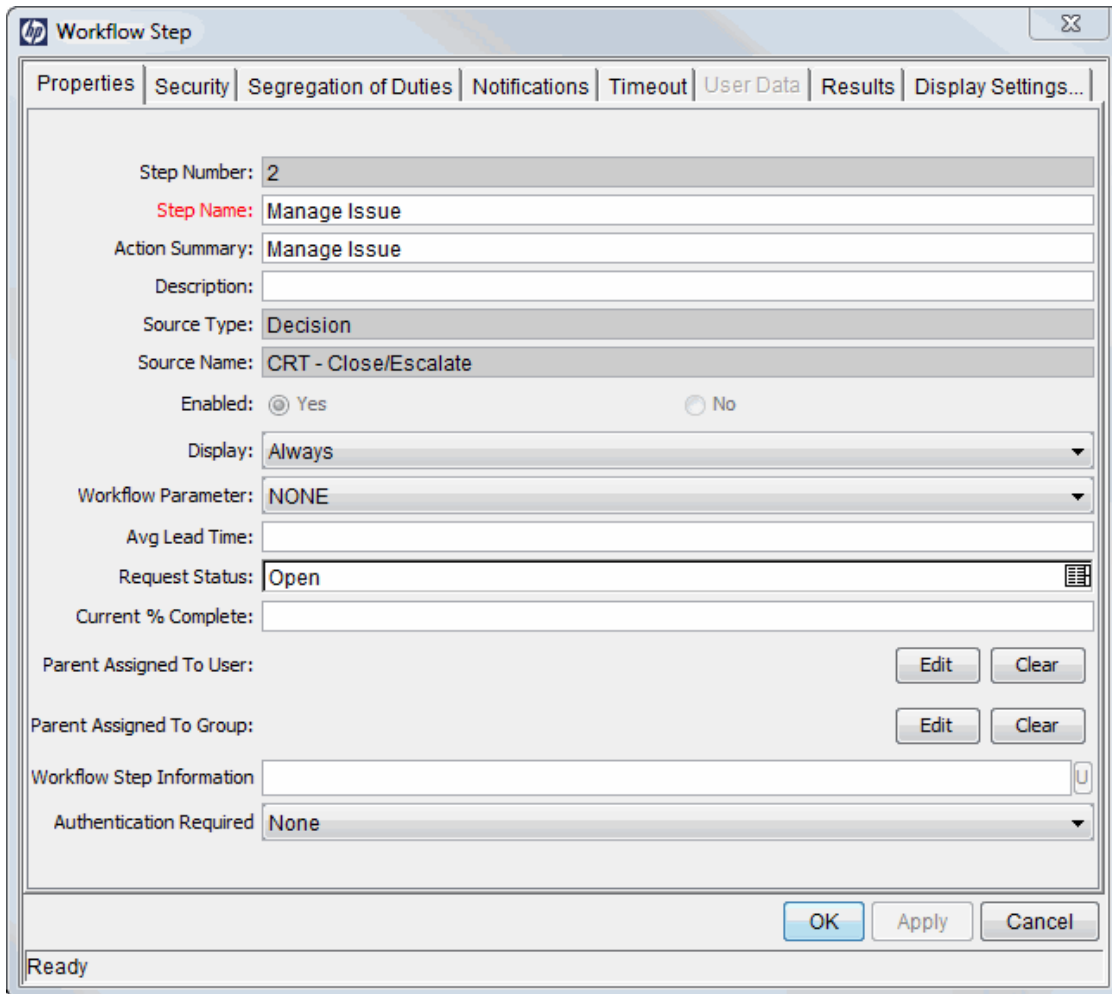 hp Workflow Step
Properties Security Segregation of Duties Notifications Timeout User Data Results Display Settings...
Step Number: 2
Step Name: Manage Issue
Action Summary: Manage Issue
Description:
Source Type: Decision
Source Name: CRT - Close/Escalate
Enabled: Yes No
Display: Always
Workflow Parameter: NONE
Avg Lead Time:
Request Status: Open
Current % Complete:
Parent Assigned To User: Edit Clear
Parent Assigned To Group: Edit Clear
Workflow Step Information U
Authentication Required None
OK Apply Cancel
Ready